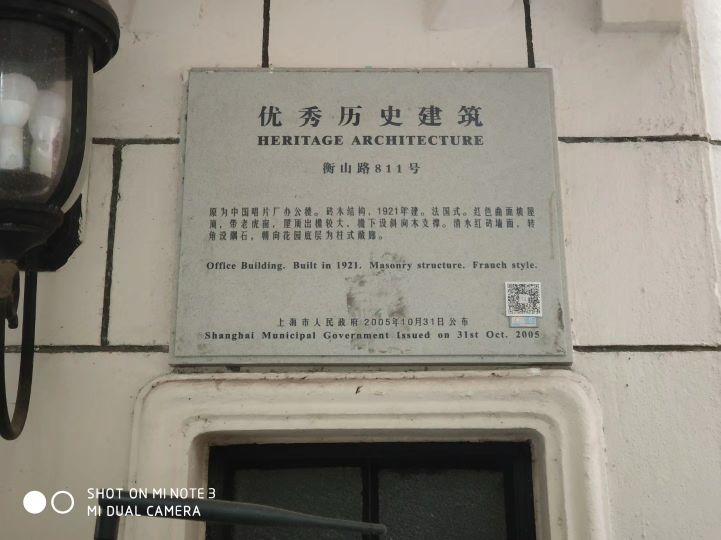 优秀历史建筑
HERITAGE ARCHITECTURE
衡山路811号
原为中国唱片厂办公楼。砖木结构，1921年建。法国式。红色曲面坡屋
顶，带老虎窗，屋顶出檐较大，檐下设斜向木支撑。清水红砖墙面，转
角设隅石，朝向花园底层为柱式敞廊。
Office Building. Built in 1921. Masonry structure. Franch style.
上海市人民政府 2005年10月31日公布
Shanghai Municipal Government Issued on 31st Oct. 2005
SHOT ON MI NOTE 3
MI DUAL CAMERA